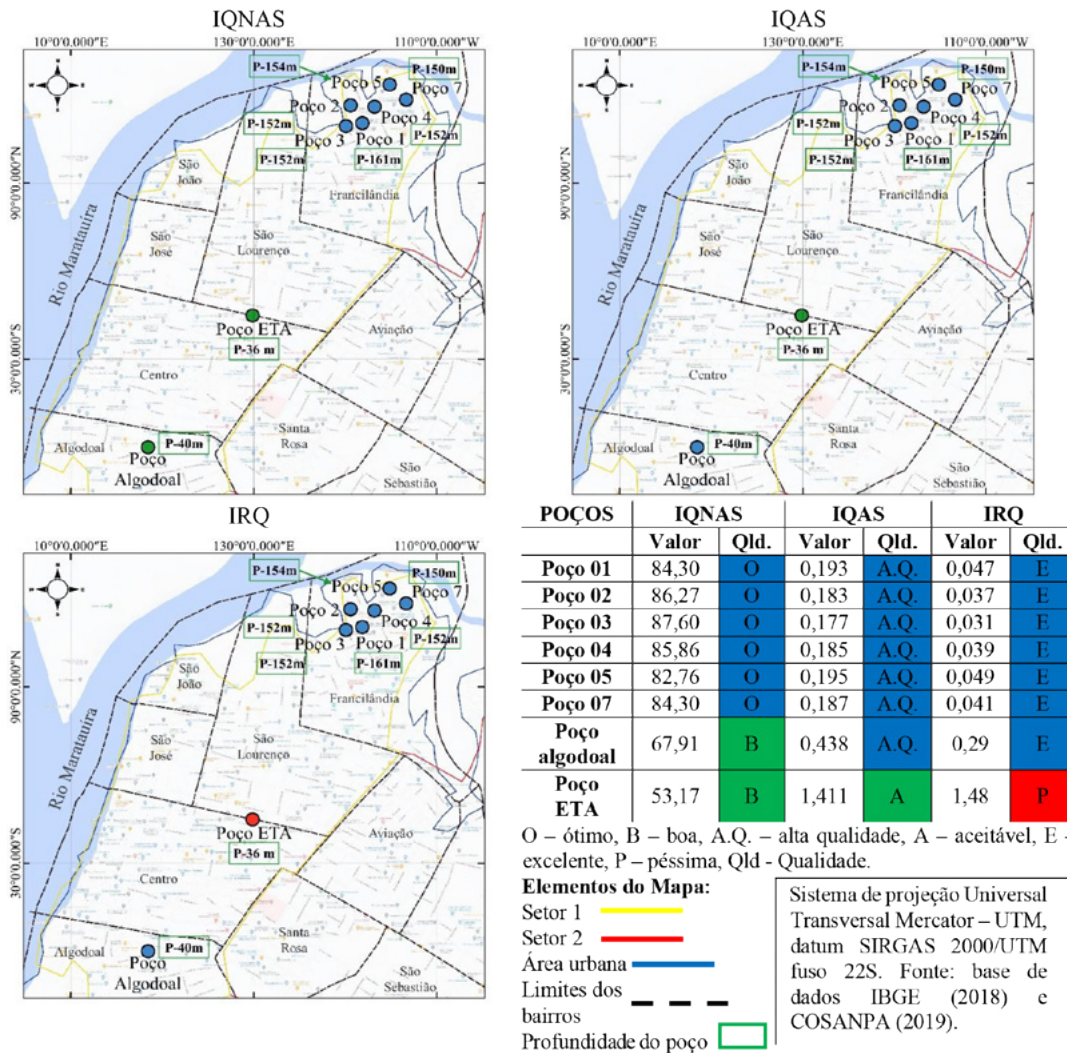 IQNAS
10°0'0.000"E 130°0'0.000"E 110°0'0.000"W
90°0'0.000"N
30°0'0.000"S
P-154m
P-150m
Poço 5
Poço 7
Poço 2
Poço 4
P-152m
P-152m
Poço 3
Poço 1
P-152m
P-161m
São João
Francilândia
Rio Maratauíra
São José
São Lourenço
Poço ETA
P-36 m
Aviação
Centro
Algodoal
P-40m
Poço Algodoal
Santa Rosa
São Sebastião
IQAS
10°0'0.000"E 130°0'0.000"E 110°0'0.000"W
90°0'0.000"N
30°0'0.000"S
P-154m
P-150m
Poço 5
Poço 7
Poço 2
Poço 4
P-152m
P-152m
Poço 3
Poço 1
P-152m
P-161m
São João
Francilândia
Rio Maratauíra
São José
São Lourenço
Poço ETA
P-36 m
Aviação
Centro
Algodoal
P-40m
Poço Algodoal
Santa Rosa
São Sebastião
IRQ
10°0'0.000"E 130°0'0.000"E 110°0'0.000"W
90°0'0.000"N
30°0'0.000"S
P-154m
P-150m
Poço 5
Poço 7
Poço 2
Poço 4
P-152m
P-152m
Poço 3
Poço 1
P-152m
P-161m
São João
Francilândia
Rio Maratauíra
São José
São Lourenço
Poço ETA
P-36 m
Aviação
Centro
Algodoal
P-40m
Poço Algodoal
Santa Rosa
São Sebastião
POÇOS IQNAS IQAS IRQ
Valor Qld. Valor Qld. Valor Qld.
Poço 01 84,30 O 0,193 A.Q. 0,047 E
Poço 02 86,27 O 0,183 A.Q. 0,037 E
Poço 03 87,60 O 0,177 A.Q. 0,031 E
Poço 04 85,86 O 0,185 A.Q. 0,039 E
Poço 05 82,76 O 0,195 A.Q. 0,049 E
Poço 07 84,30 O 0,187 A.Q. 0,041 E
Poço algodoal 67,91 B 0,438 A.Q. 0,29 E
Poço ETA 53,17 B 1,411 A 1,48 P
O – ótimo, B – boa, A.Q. – alta qualidade, A – aceitável, E -
excelente, P – péssima, Qld - Qualidade.
Elementos do Mapa:
Setor 1
Setor 2
Área urbana
Limites dos
bairros
Profundidade do poço
Sistema de projeção Universal
Transversal Mercator – UTM,
datum SIRGAS 2000/UTM
fuso 22S. Fonte: base de
dados IBGE (2018) e
COSANPA (2019).